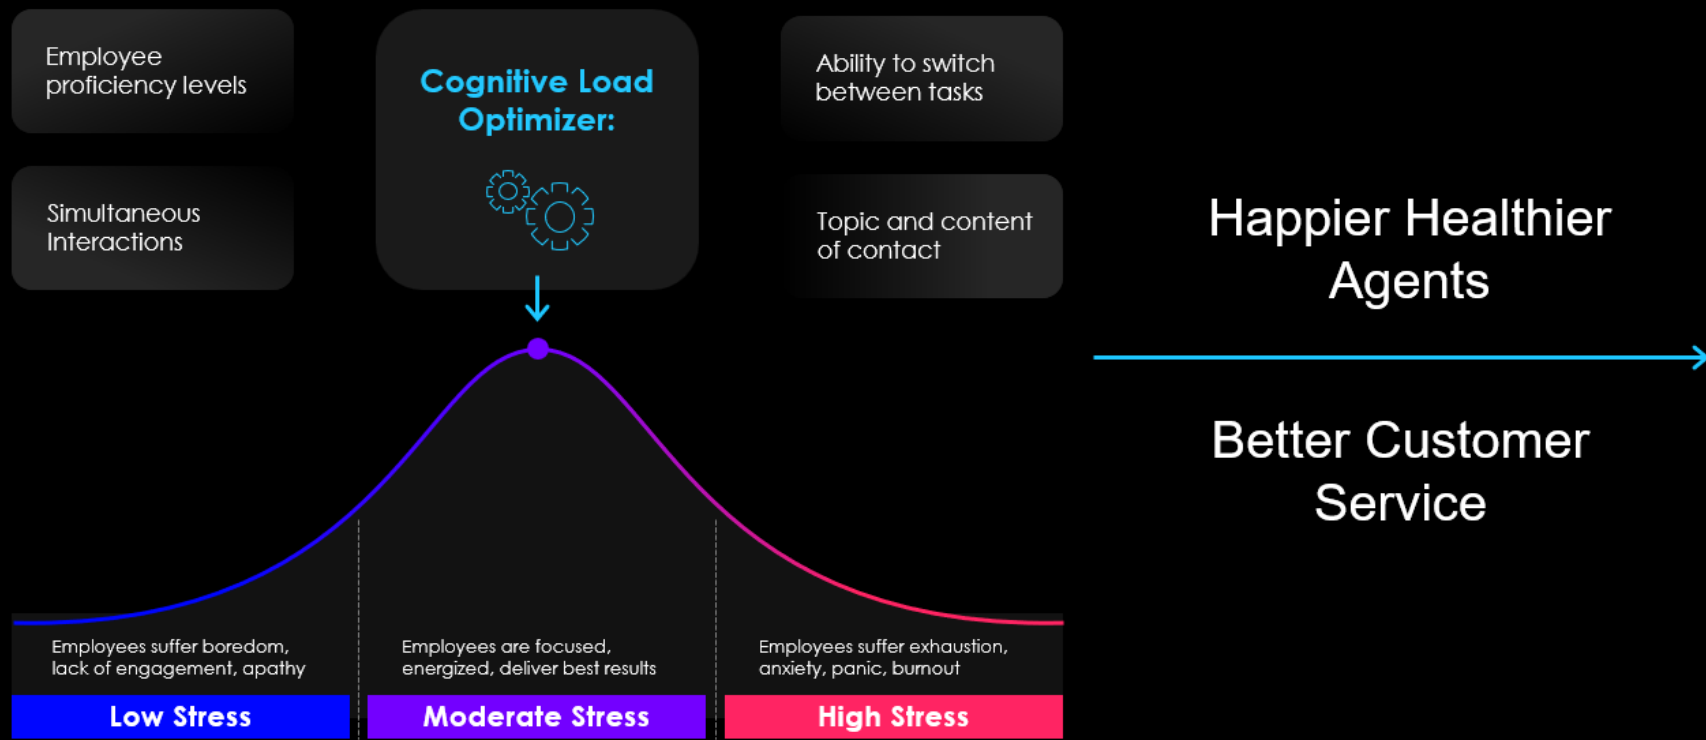 Employee
proficiency levels
Simultaneous
Interactions
Cognitive Load
Optimizer:
Ability to switch
between tasks
Topic and content
of contact
Happier Healthier
Agents
Better Customer
Service
Employees suffer boredom,
lack of engagement, apathy
Low Stress
Employees are focused,
energized, deliver best results
Moderate Stress
Employees suffer exhaustion,
anxiety, panic, burnout
High Stress